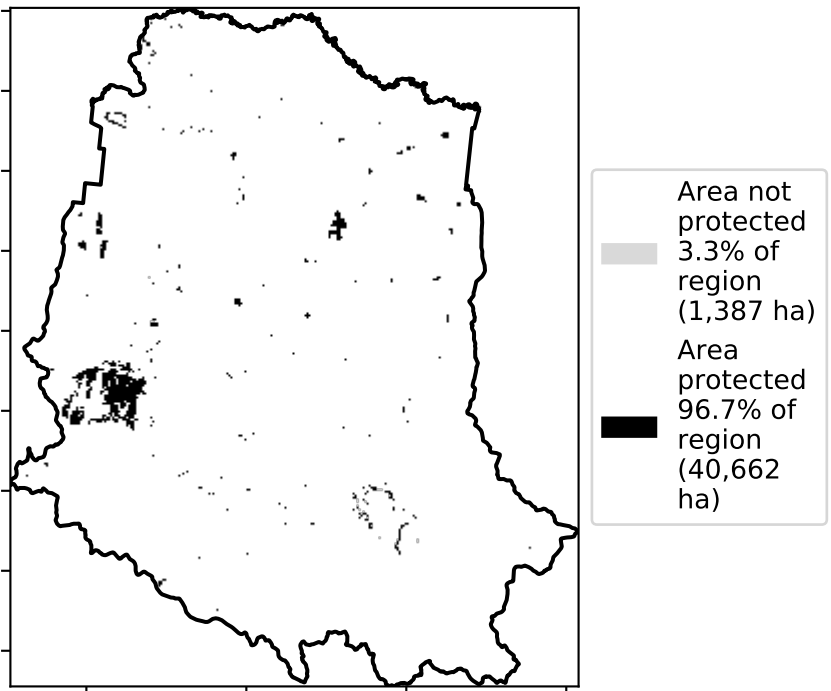 Area not
protected
3.3% of
region
(1,387 ha)
Area
protected
96.7% of
region
(40,662
ha)